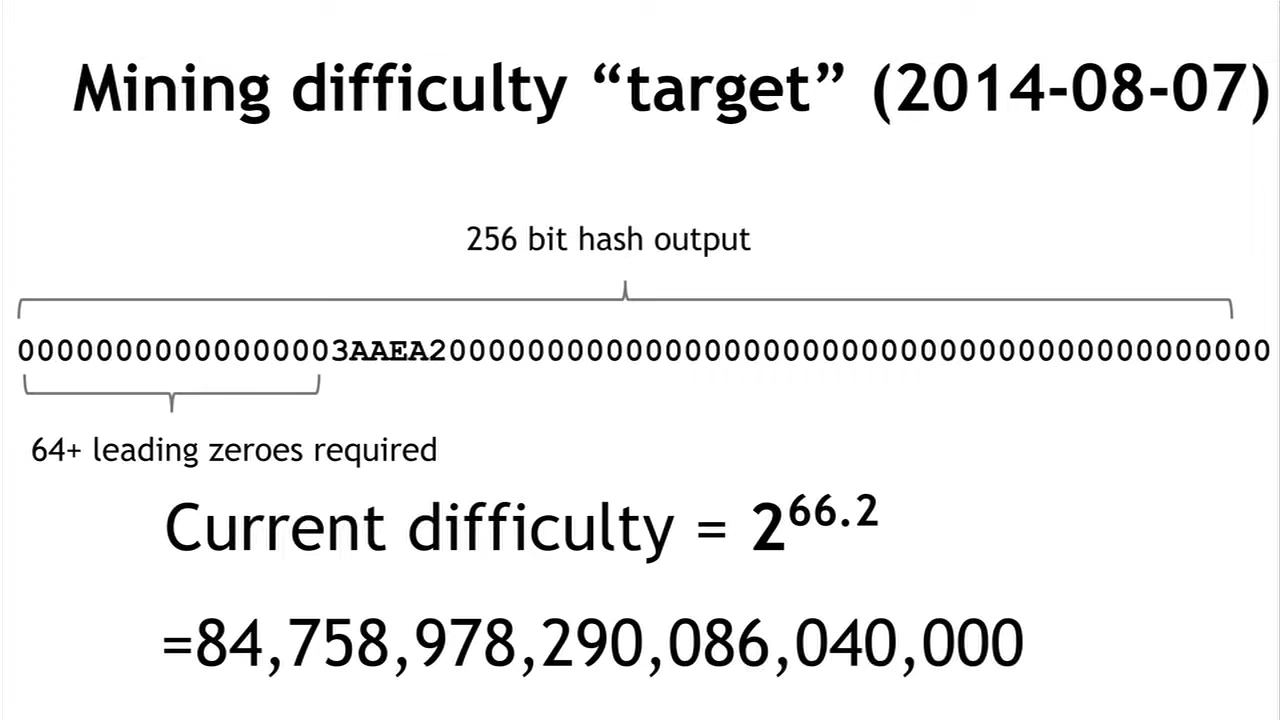 Mining difficulty “target” (2014-08-07)
256 bit hash output
00000000000000003AAEA2000000000000000000000000000000000000000000
64+ leading zeroes required
Current difficulty = 2^66.2
=84,758,978,290,086,040,000